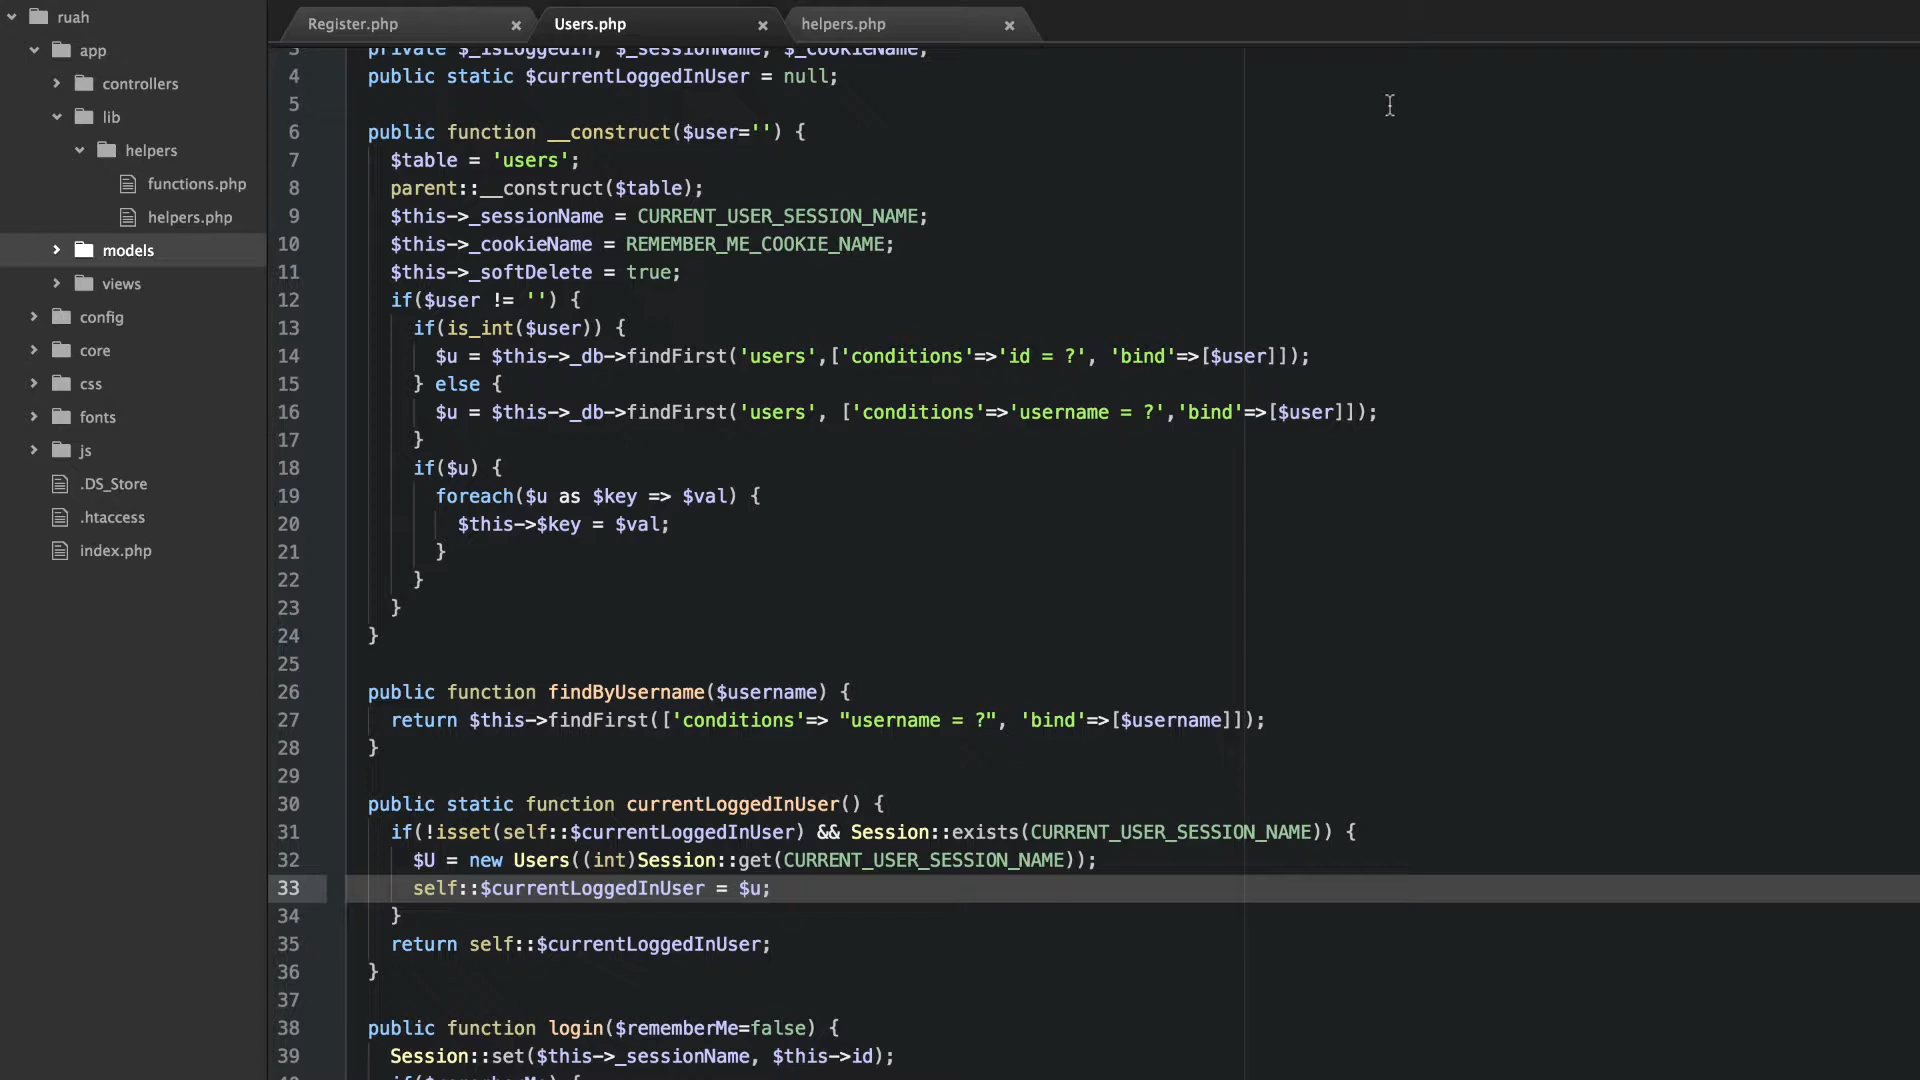 ruah
app
controllers
lib
helpers
functions.php
helpers.php
models
views
config
core
css
fonts
js
.DS_Store
.htaccess
index.php
Register.php ×
Users.php ×
helpers.php ×
3 private $_isLoggedIn, $_sessionName, $_cookieName;
4 public static $currentLoggedInUser = null;
5
6 public function __construct($user='') {
7 $table = 'users';
8 parent::__construct($table);
9 $this->_sessionName = CURRENT_USER_SESSION_NAME;
10 $this->_cookieName = REMEMBER_ME_COOKIE_NAME;
11 $this->_softDelete = true;
12 if($user != '') {
13 if(is_int($user)) {
14 $u = $this->_db->findFirst('users',['conditions'=>'id = ?', 'bind'=>[$user]]);
15 } else {
16 $u = $this->_db->findFirst('users', ['conditions'=>'username = ?','bind'=>[$user]]);
17 }
18 if($u) {
19 foreach($u as $key => $val) {
20 $this->$key = $val;
21 }
22 }
23 }
24 }
25
26 public function findByUsername($username) {
27 return $this->findFirst(['conditions'=> "username = ?", 'bind'=>[$username]]);
28 }
29
30 public static function currentLoggedInUser() {
31 if(!isset(self::$currentLoggedInUser) && Session::exists(CURRENT_USER_SESSION_NAME)) {
32 $U = new Users((int)Session::get(CURRENT_USER_SESSION_NAME));
33 self::$currentLoggedInUser = $u;
34 }
35 return self::$currentLoggedInUser;
36 }
37
38 public function login($rememberMe=false) {
39 Session::set($this->_sessionName, $this->id);